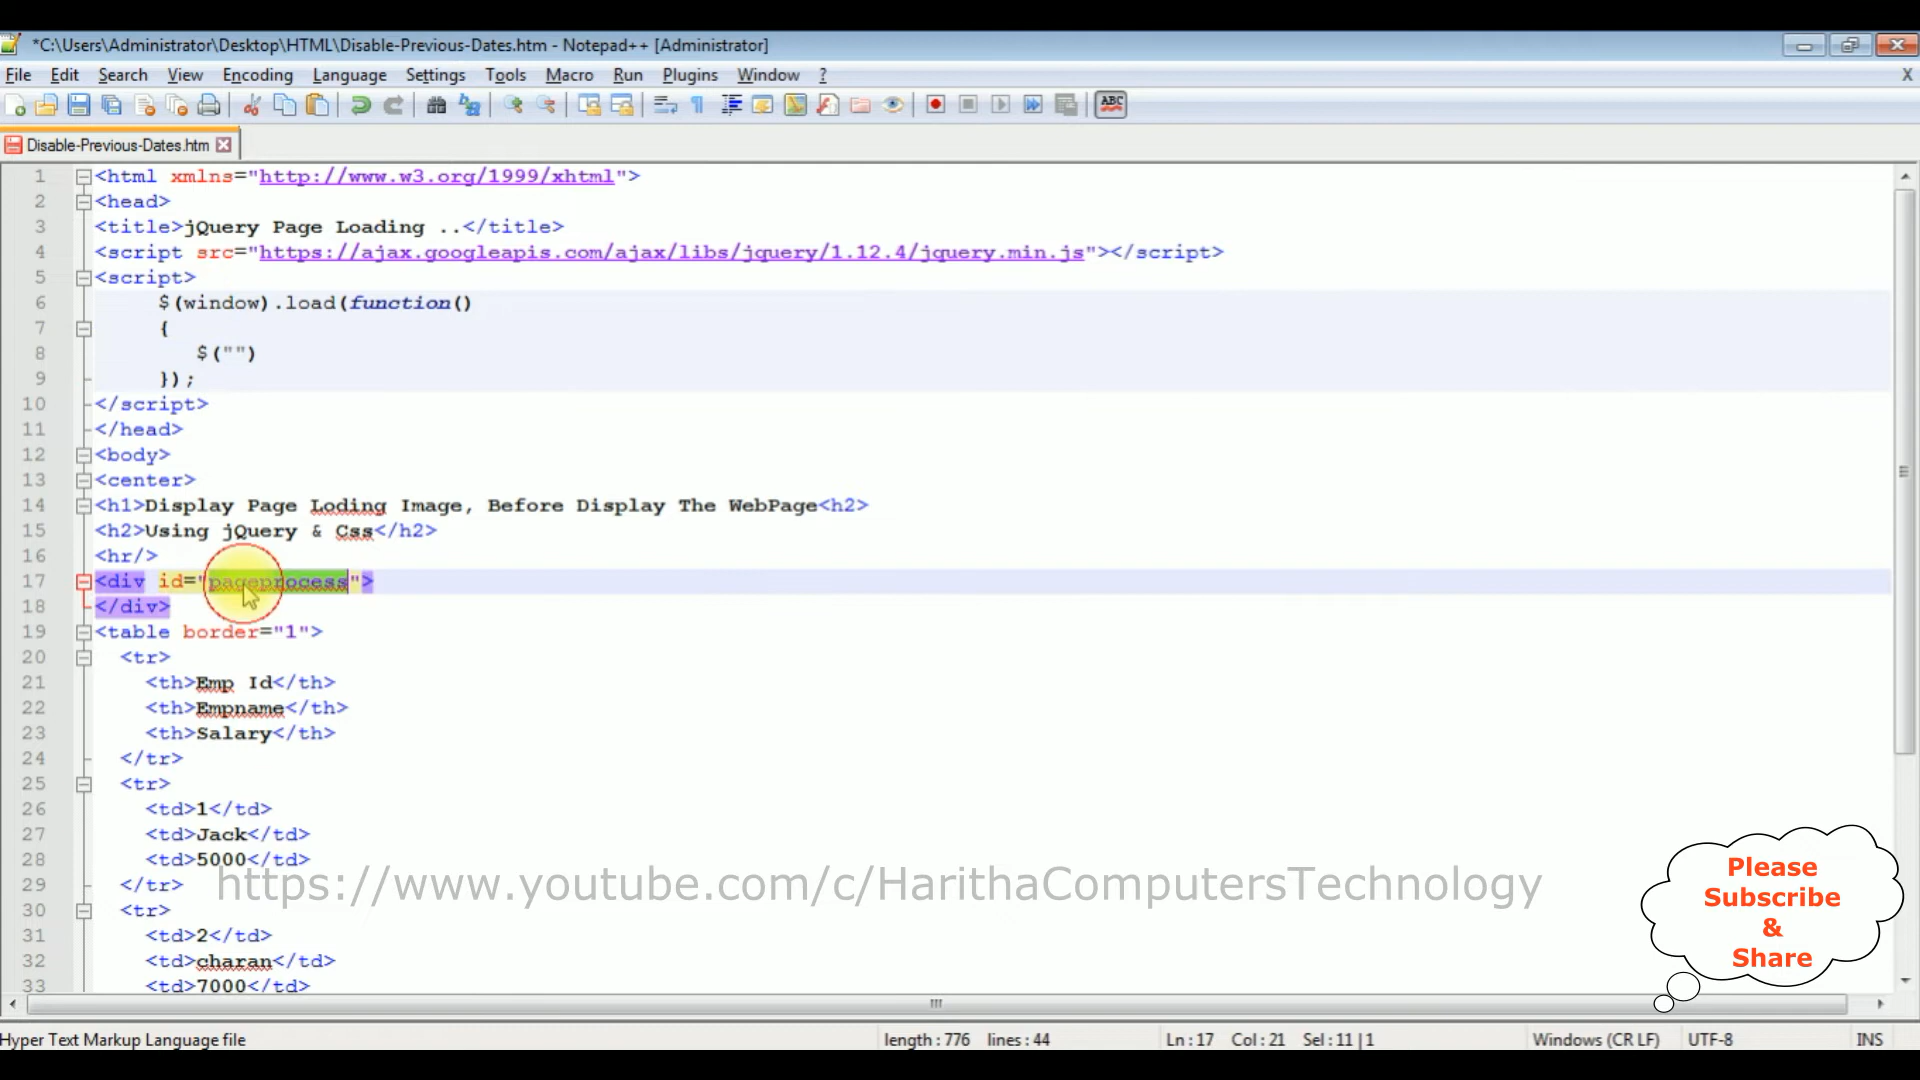 *C:\Users\Administrator\Desktop\HTML\Disable-Previous-Dates.htm - Notepad++ [Administrator]
File Edit Search View Encoding Language Settings Tools Macro Run Plugins Window ? X
ABC
Disable-Previous-Dates.htm
1 <html xmlns="http://www.w3.org/1999/xhtml">
2 <head>
3 <title>jQuery Page Loading ..</title>
4 <script src="https://ajax.googleapis.com/ajax/libs/jquery/1.12.4/jquery.min.js"></script>
5 <script>
6 $(window).load(function()
7 {
8 $("")
9 });
10 </script>
11 </head>
12 <body>
13 <center>
14 <h1>Display Page Loding Image, Before Display The WebPage<h2>
15 <h2>Using jQuery & Css</h2>
16 <hr/>
17 <div id="pageprocess">
18 </div>
19 <table border="1">
20 <tr>
21 <th>Emp Id</th>
22 <th>Empname</th>
23 <th>Salary</th>
24 </tr>
25 <tr>
26 <td>1</td>
27 <td>Jack</td>
28 <td>5000</td>
29 </tr>
30 <tr>
31 <td>2</td>
32 <td>charan</td>
33 <td>7000</td>
https://www.youtube.com/c/HarithaComputersTechnology
Please
Subscribe
&
Share
Hyper Text Markup Language file length : 776 lines : 44 Ln : 17 Col : 21 Sel : 11 | 1 Windows (CR LF) UTF-8 INS